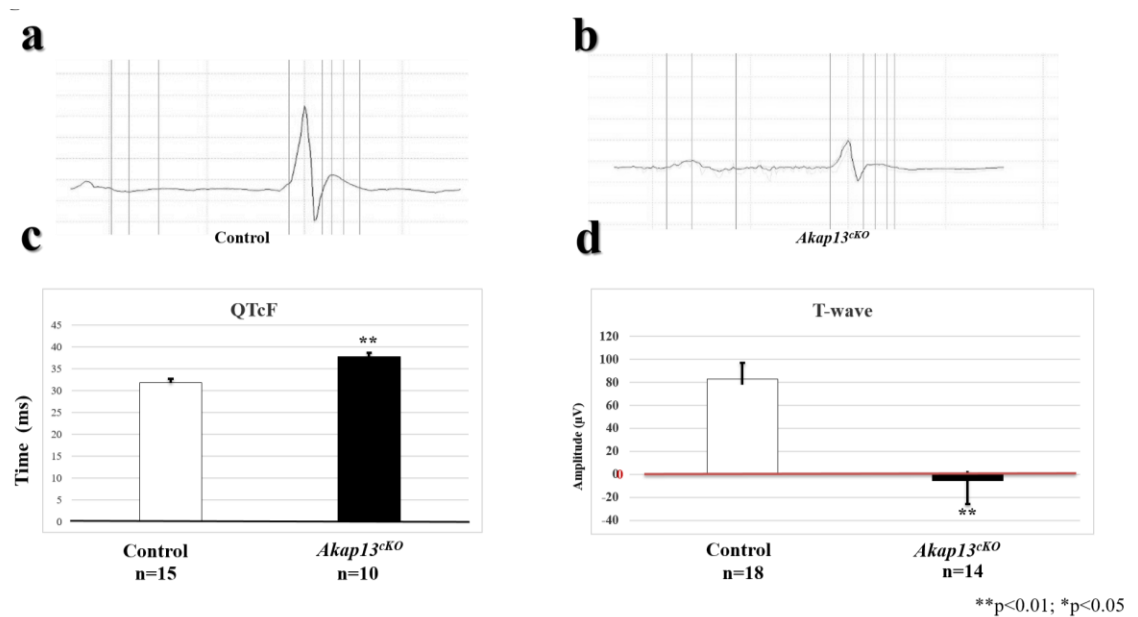 a
b
Control
Akap13cKO
c
d
QTcF
45
40
35
30
25
20
15
10
5
0
Time (ms)
**
Control
n=15
Akap13cKO
n=10
T-wave
120
100
80
60
40
20
0
0
-20
-40
Amplitude (µV)
**
Control
n=18
Akap13cKO
n=14
**p<0.01; *p<0.05